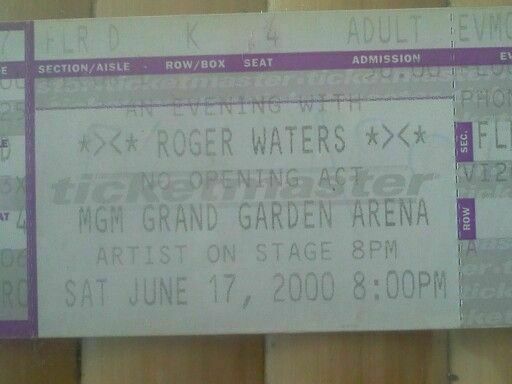 FLR D K 4 ADULT
SECTION/AISLE ROW/BOX SEAT ADMISSION
AN EVENING WITH
*>< * ROGER WATERS *><*
NO OPENING ACT
ticketmaster
MGM GRAND GARDEN ARENA
ARTIST ON STAGE 8PM
SAT JUNE 17, 2000 8:00PM
SEC.
ROW